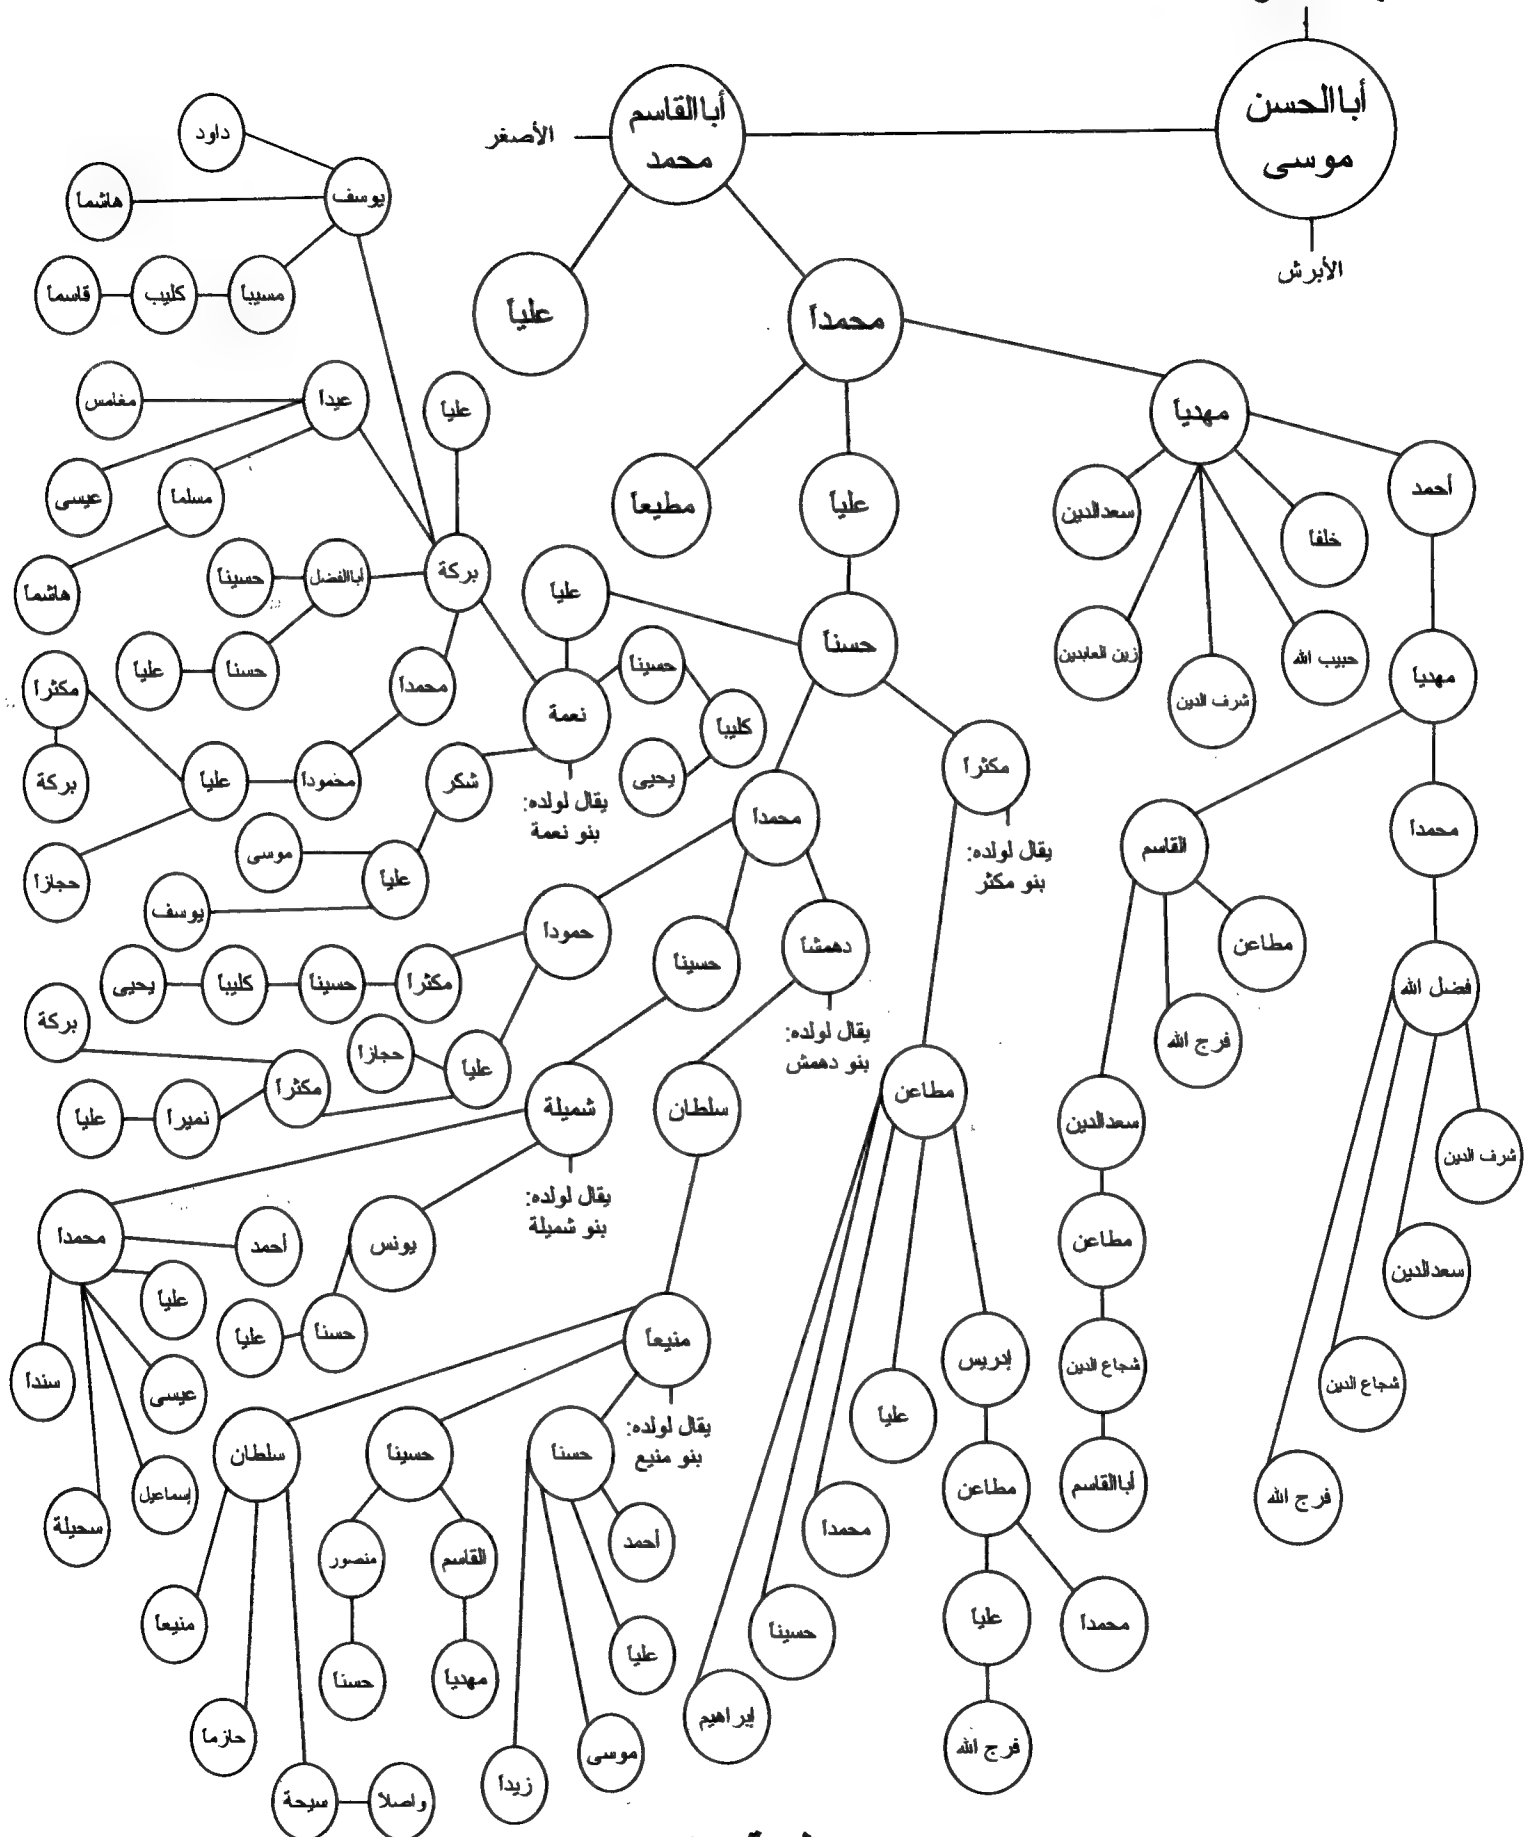 أباالحسن
موسى
الأبرش
أباالقاسم
محمد
الأصغر
علياً
محمداً
مهدياً
أحمد
خلفاً
سعدالدين
زين العابدين
شرف الدين
حبيب الله
مطيعاً
علياً
حسناً
مهدياً
محمداً
القاسم
مطاعن
فرج الله
فضل الله
شرف الدين
سعدالدين
شجاع الدين
فرج الله
سعدالدين
مطاعن
شجاع الدين
أباالقاسم
مكثراً
يقال لولده:
بنو مكثر
مطاعن
إدريس
علياً
محمداً
حسيناً
إبراهيم
مطاعن
محمداً
علياً
فرج الله
محمداً
دهمشاً
يقال لولده:
بنو دهمش
حسيناً
حموداً
سلطان
منيعاً
يقال لولده:
بنو منيع
حسناً
أحمد
علياً
موسى
زيداً
حسيناً
القاسم
مهدياً
منصور
حسناً
سلطان
منيعاً
حازماً
سيحة
واصلاً
شميلة
يقال لولده:
بنو شميلة
يونس
حسناً
علياً
محمداً
أحمد
علياً
عيسى
إسماعيل
سحيلة
سنداً
مكثراً
حسيناً
كليباً
يحيى
علياً
حجازاً
مكثراً
بركة
نميراً
علياً
علياً
نعمة
يقال لولده:
بنو نعمة
حسيناً
كليباً
يحيى
شكر
علياً
موسى
يوسف
بركة
علياً
يوسف
داود
هاشماً
مسيباً
كليب
قاسماً
عيداً
مغامس
عيسى
مسلماً
هاشماً
أباالفضل
حسيناً
حسناً
علياً
محمداً
محموداً
علياً
مكثراً
بركة
حجازاً